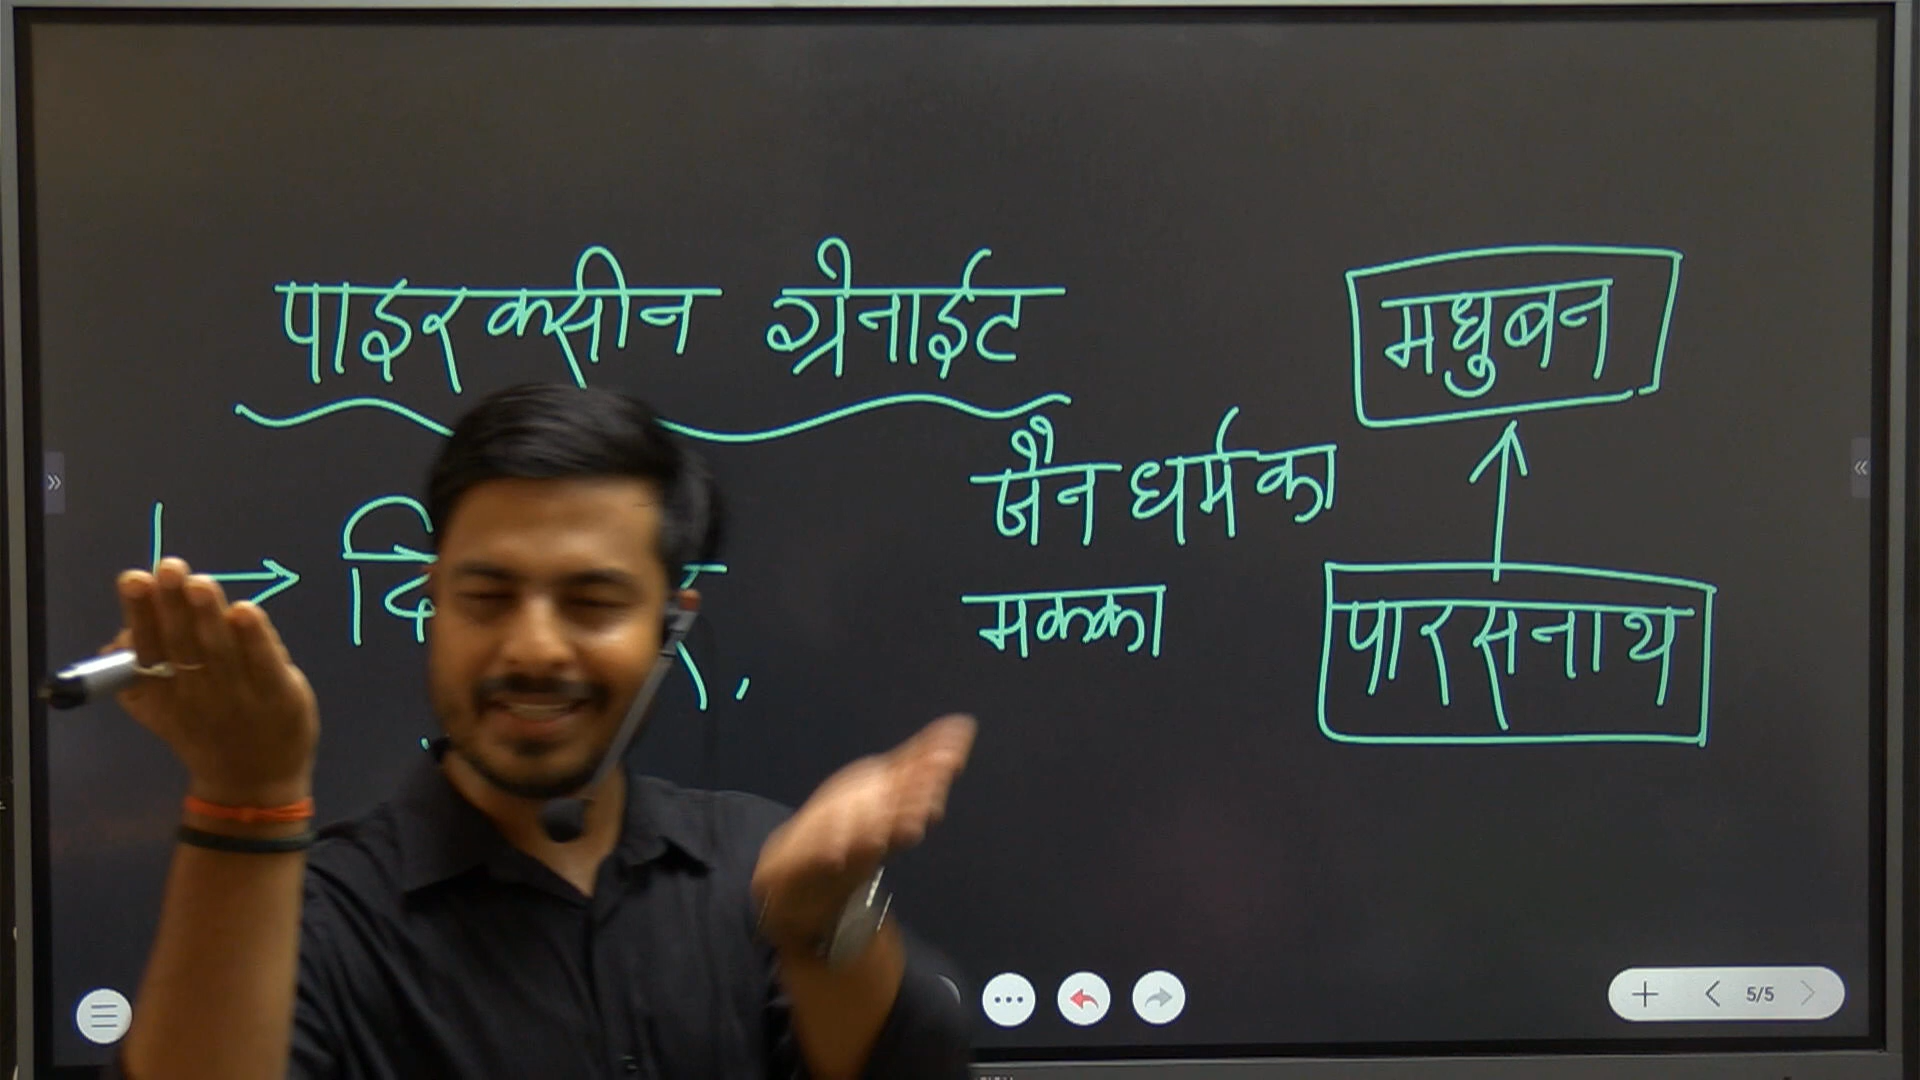 पाइरक्सीन ग्रेनाईट
मधुबन
जैन धर्म का
मक्का
पारसनाथ
5/5